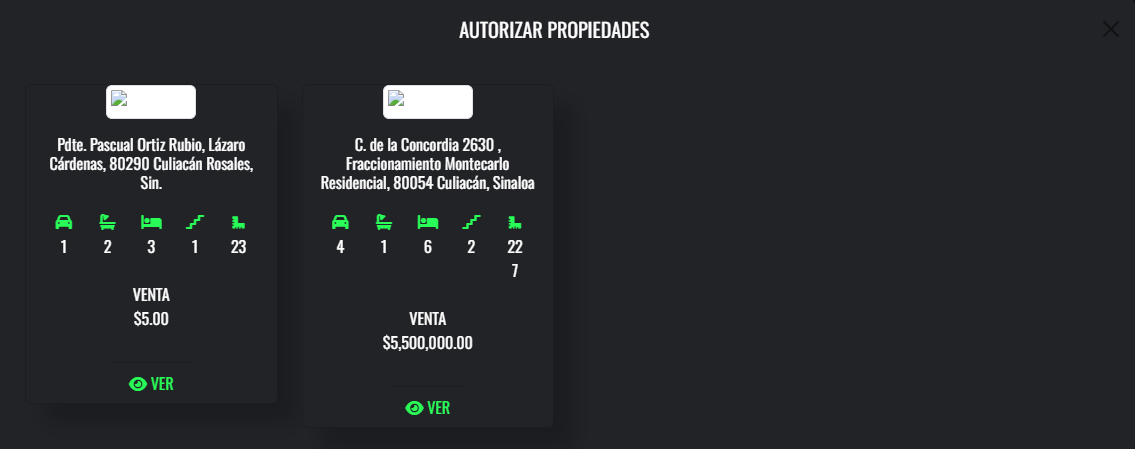 AUTORIZAR PROPIEDADES
Pdte. Pascual Ortiz Rubio, Lázaro
Cárdenas, 80290 Culiacán Rosales,
Sin.
1 2 3 1 23
VENTA
$5.00
VER
C. de la Concordia 2630 ,
Fraccionamiento Montecarlo
Residencial, 80054 Culiacán, Sinaloa
4 1 6 2 22
7
VENTA
$5,500,000.00
VER